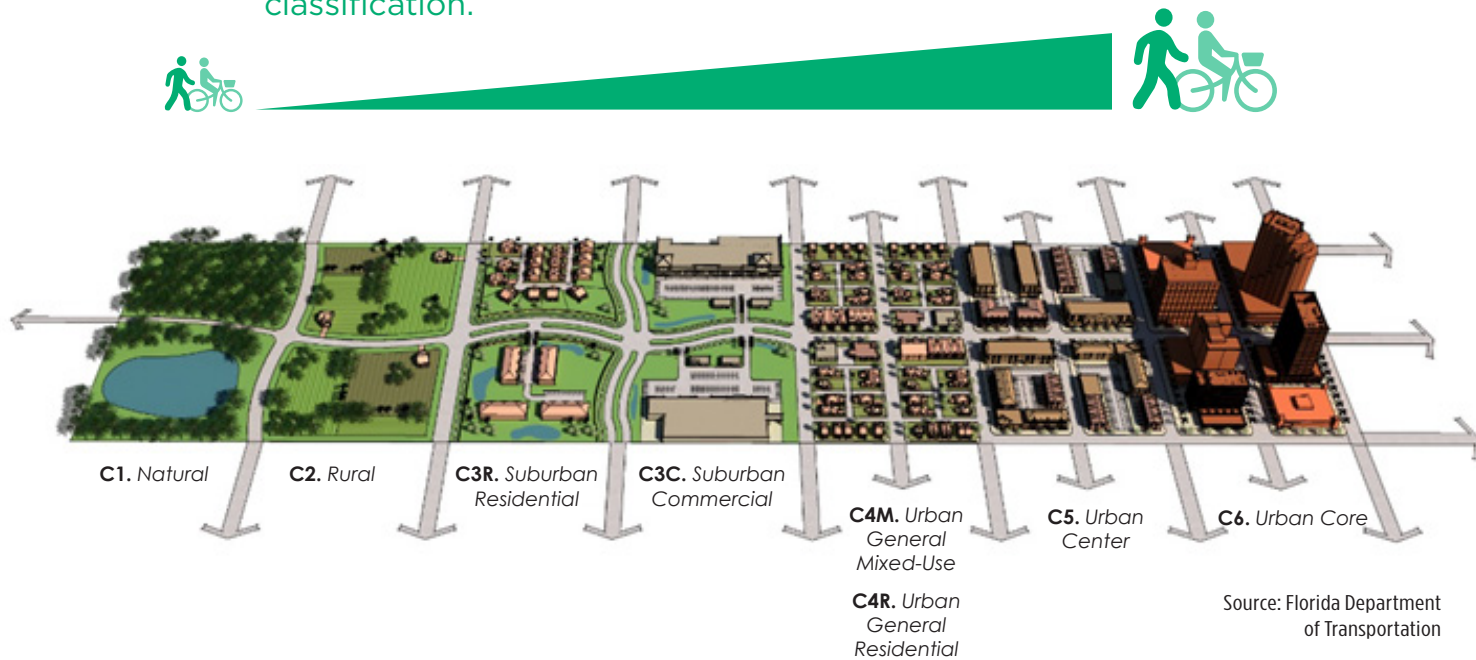 classification.
C1. Natural
C2. Rural
C3R. Suburban
Residential
C3C. Suburban
Commercial
C4M. Urban
General
Mixed-Use
C4R. Urban
General
Residential
C5. Urban
Center
C6. Urban Core
Source: Florida Department
of Transportation